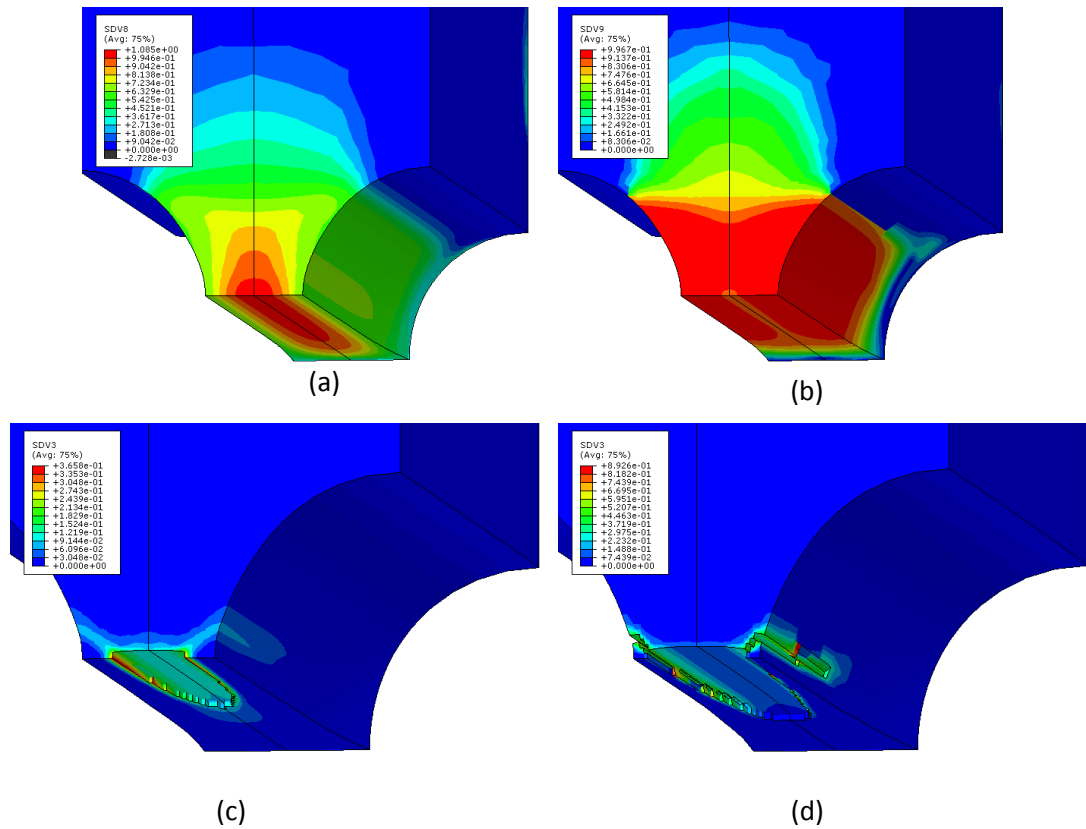 SDV8
(Avg: 75%)
+1.085e+00
+9.946e-01
+9.042e-01
+8.138e-01
+7.234e-01
+6.329e-01
+5.425e-01
+4.521e-01
+3.617e-01
+2.713e-01
+1.808e-01
+9.042e-02
+0.000e+00
-2.728e-03
(a)
SDV9
(Avg: 75%)
+9.967e-01
+9.137e-01
+8.306e-01
+7.476e-01
+6.645e-01
+5.814e-01
+4.984e-01
+4.153e-01
+3.322e-01
+2.492e-01
+1.661e-01
+8.306e-02
+0.000e+00
(b)
SDV3
(Avg: 75%)
+3.658e-01
+3.353e-01
+3.048e-01
+2.743e-01
+2.439e-01
+2.134e-01
+1.829e-01
+1.524e-01
+1.219e-01
+9.144e-02
+6.096e-02
+3.048e-02
+0.000e+00
(c)
SDV3
(Avg: 75%)
+8.926e-01
+8.182e-01
+7.439e-01
+6.695e-01
+5.951e-01
+5.207e-01
+4.463e-01
+3.719e-01
+2.975e-01
+2.232e-01
+1.488e-01
+7.439e-02
+0.000e+00
(d)